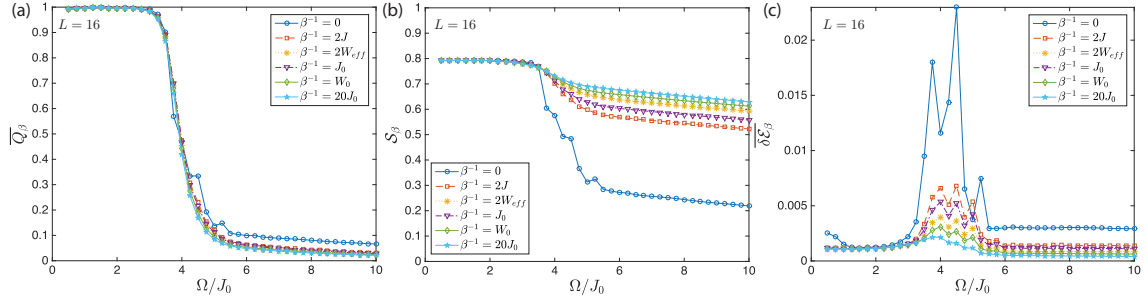 (a)
L = 16
β⁻¹ = 0
β⁻¹ = 2J
β⁻¹ = 2W_eff
β⁻¹ = J₀
β⁻¹ = W₀
β⁻¹ = 20J₀
1
0.9
0.8
0.7
0.6
0.5
0.4
0.3
0.2
0.1
0
Q̅_β
0 2 4 6 8 10
Ω/J₀
(b)
L = 16
β⁻¹ = 0
β⁻¹ = 2J
β⁻¹ = 2W_eff
β⁻¹ = J₀
β⁻¹ = W₀
β⁻¹ = 20J₀
1
0.9
0.8
0.7
0.6
0.5
0.4
0.3
0.2
0.1
0
S_β
0 2 4 6 8 10
Ω/J₀
(c)
L = 16
β⁻¹ = 0
β⁻¹ = 2J
β⁻¹ = 2W_eff
β⁻¹ = J₀
β⁻¹ = W₀
β⁻¹ = 20J₀
0.02
0.015
0.01
0.005
0
δℰ_β
0 2 4 6 8 10
Ω/J₀